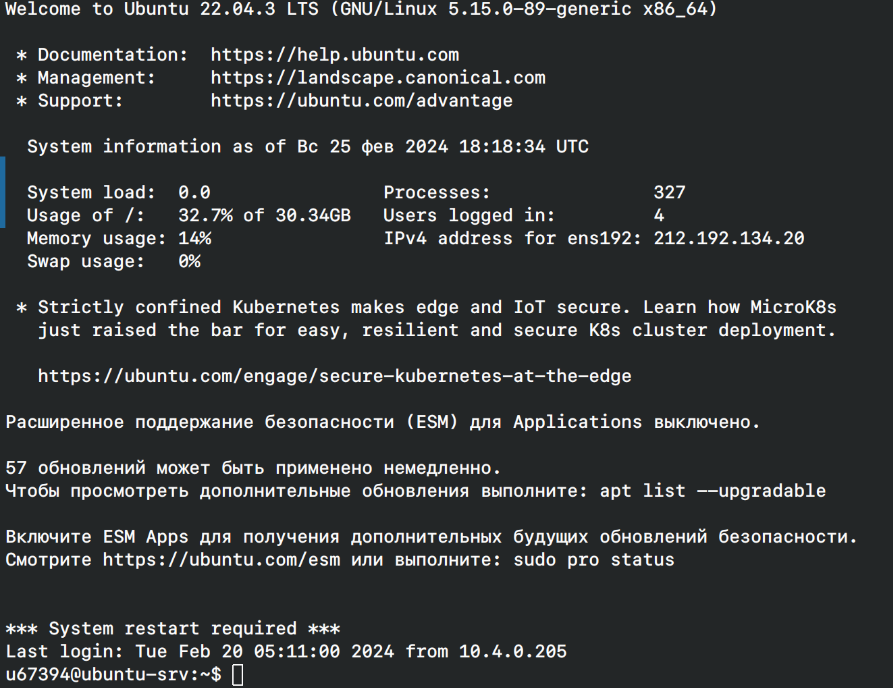 Welcome to Ubuntu 22.04.3 LTS (GNU/Linux 5.15.0-89-generic x86_64)
* Documentation:  https://help.ubuntu.com
* Management:     https://landscape.canonical.com
* Support:        https://ubuntu.com/advantage
System information as of Вс 25 фев 2024 18:18:34 UTC
System load:  0.0                Processes:               327
Usage of /:   32.7% of 30.34GB   Users logged in:         4
Memory usage: 14%                IPv4 address for ens192: 212.192.134.20
Swap usage:   0%
* Strictly confined Kubernetes makes edge and IoT secure. Learn how MicroK8s
just raised the bar for easy, resilient and secure K8s cluster deployment.
https://ubuntu.com/engage/secure-kubernetes-at-the-edge
Расширенное поддержание безопасности (ESM) для Applications выключено.
57 обновлений может быть применено немедленно.
Чтобы просмотреть дополнительные обновления выполните: apt list --upgradable
Включите ESM Apps для получения дополнительных будущих обновлений безопасности.
Смотрите https://ubuntu.com/esm или выполните: sudo pro status
*** System restart required ***
Last login: Tue Feb 20 05:11:00 2024 from 10.4.0.205
u67394@ubuntu-srv:~$